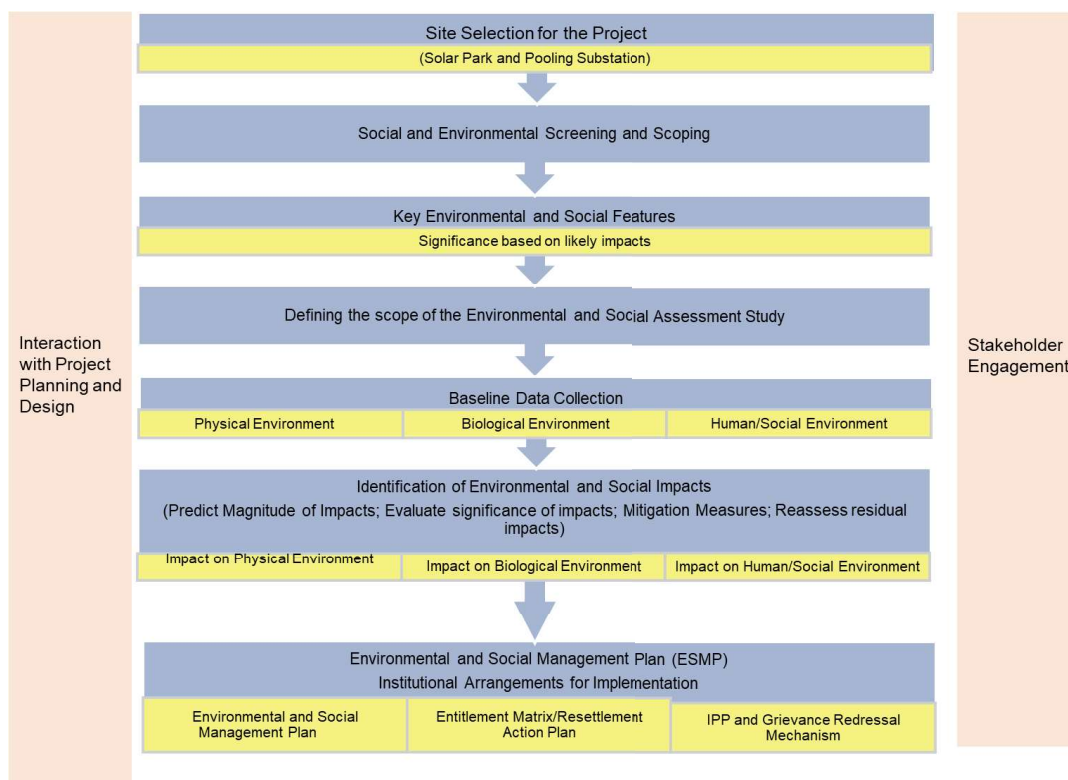 Site Selection for the Project
(Solar Park and Pooling Substation)
Social and Environmental Screening and Scoping
Key Environmental and Social Features
Significance based on likely impacts
Defining the scope of the Environmental and Social Assessment Study
Interaction
with Project
Planning and
Design
Stakeholder
Engagement
Baseline Data Collection
Physical Environment
Biological Environment
Human/Social Environment
Identification of Environmental and Social Impacts
(Predict Magnitude of Impacts; Evaluate significance of impacts; Mitigation Measures; Reassess residual
impacts)
Impact on Physical Environment
Impact on Biological Environment
Impact on Human/Social Environment
Environmental and Social Management Plan (ESMP)
Institutional Arrangements for Implementation
Environmental and Social
Management Plan
Entitlement Matrix/Resettlement
Action Plan
IPP and Grievance Redressal
Mechanism